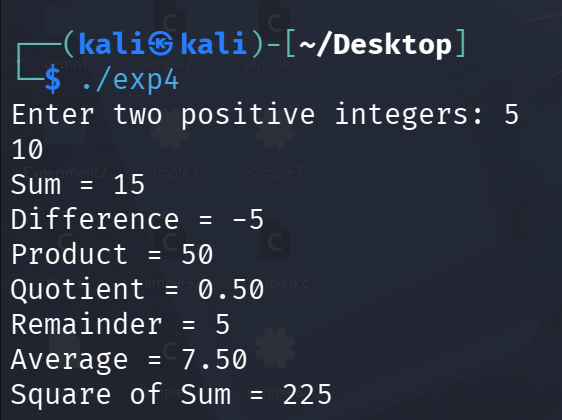 ┌──(kali㉿kali)-[~/Desktop]
└─$ ./exp4
Enter two positive integers: 5
10
Sum = 15
Difference = -5
Product = 50
Quotient = 0.50
Remainder = 5
Average = 7.50
Square of Sum = 225